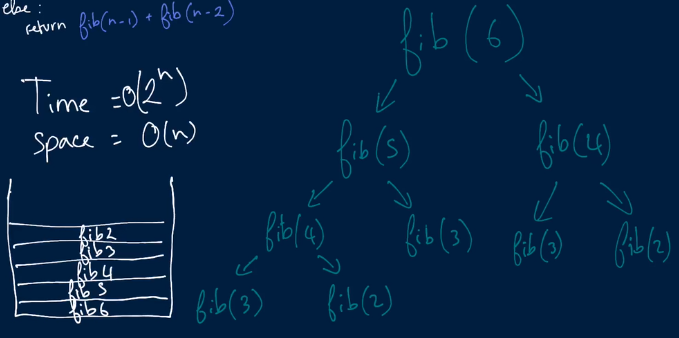 else:
return fib(n-1) + fib(n-2)
Time = O(2^n)
Space = O(n)
fib2
fib3
fib4
fib5
fib6
fib(6)
fib(5) fib(4)
fib(4) fib(3) fib(3) fib(2)
fib(3) fib(2)